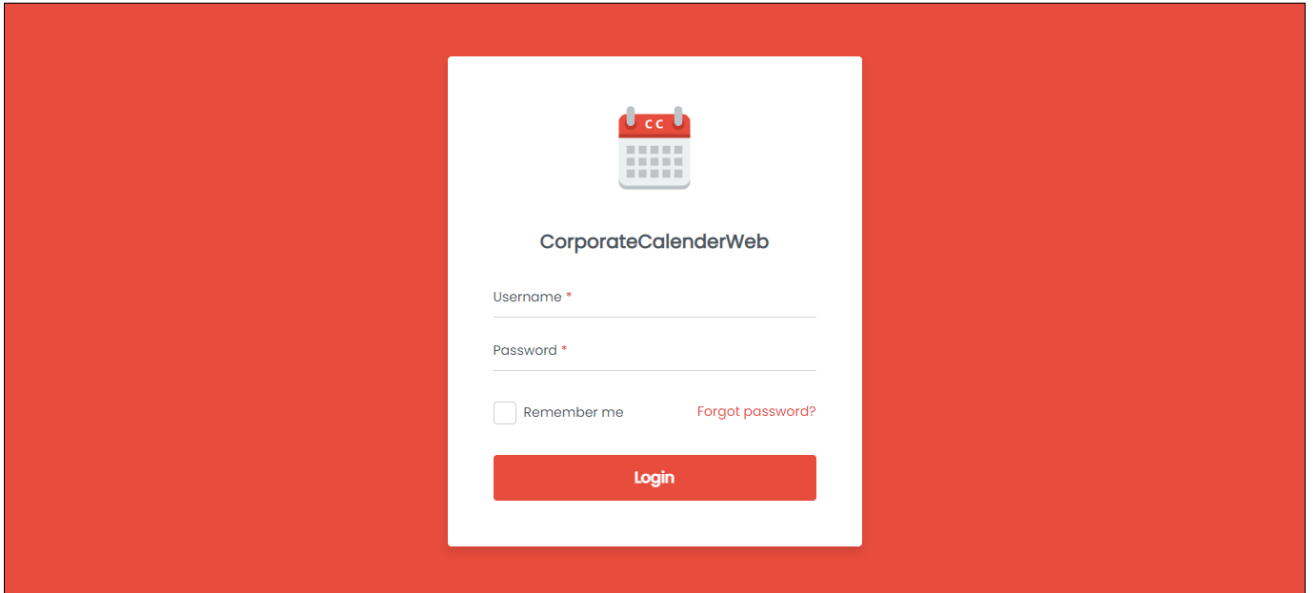 CC
CorporateCalenderWeb
Username *
Password *
Remember me Forgot password?
Login